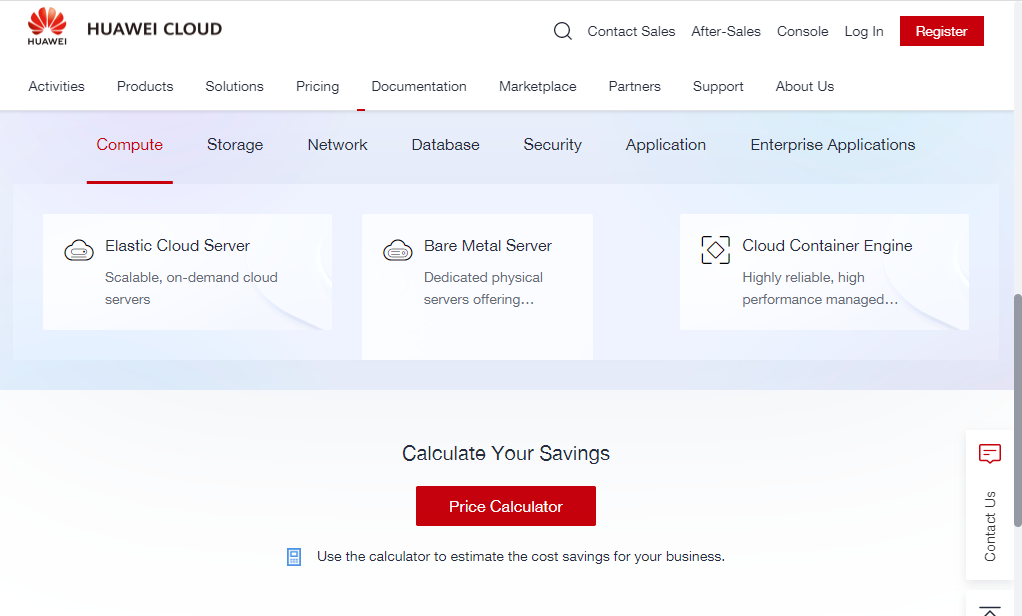 HUAWEI
HUAWEI CLOUD
Contact Sales
After-Sales
Console
Log In
Register
Activities
Products
Solutions
Pricing
Documentation
Marketplace
Partners
Support
About Us
Compute
Storage
Network
Database
Security
Application
Enterprise Applications
Elastic Cloud Server
Scalable, on-demand cloud
servers
Bare Metal Server
Dedicated physical
servers offering…
Cloud Container Engine
Highly reliable, high
performance managed…
Calculate Your Savings
Price Calculator
Use the calculator to estimate the cost savings for your business.
Contact Us